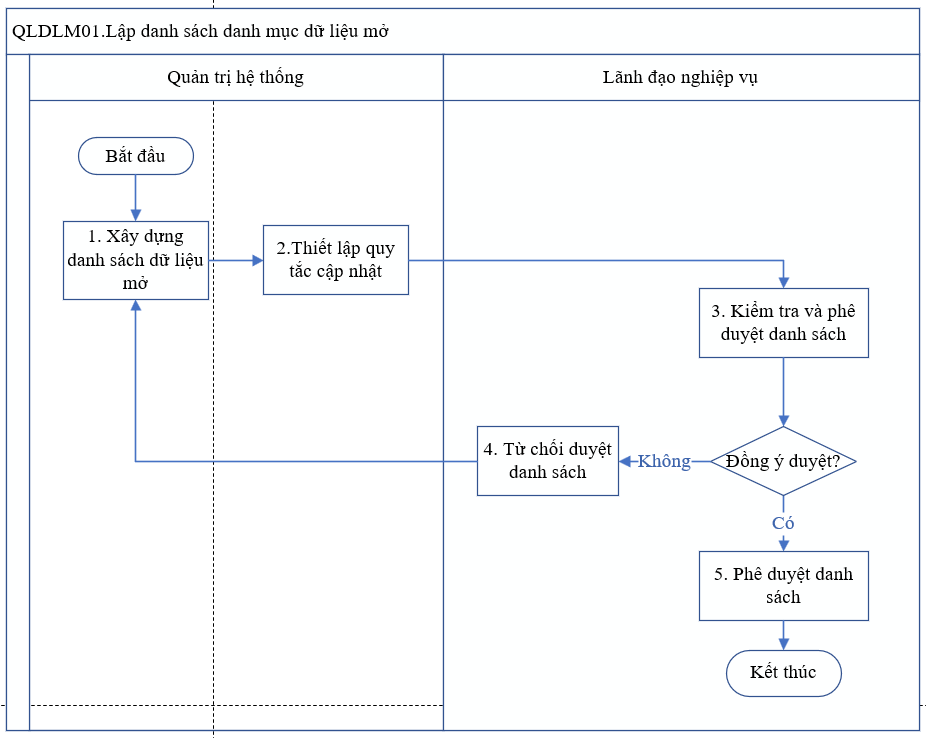 QLDLM01.Lập danh sách danh mục dữ liệu mở
Quản trị hệ thống
Lãnh đạo nghiệp vụ
Bắt đầu
1. Xây dựng
danh sách dữ liệu
mở
2.Thiết lập quy
tắc cập nhật
3. Kiểm tra và phê
duyệt danh sách
Đồng ý duyệt?
Không
4. Từ chối duyệt
danh sách
Có
5. Phê duyệt danh
sách
Kết thúc